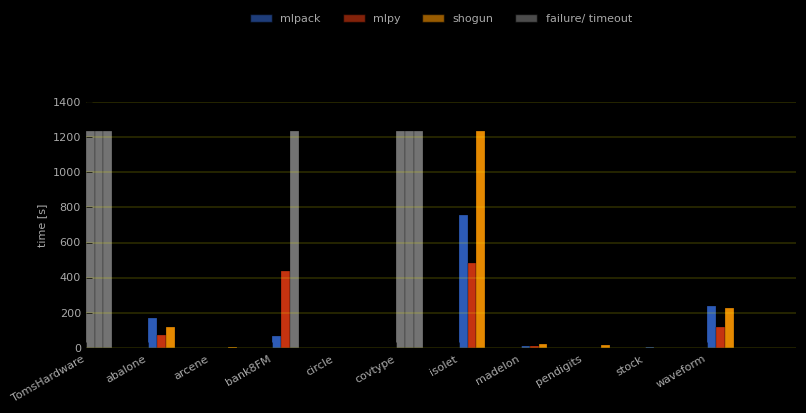 mlpack mlpy shogun failure/ timeout
1400
1200
1000
800
600
400
200
0
time [s]
TomsHardware abalone arcene bank8FM circle covtype isolet madelon pendigits stock waveform